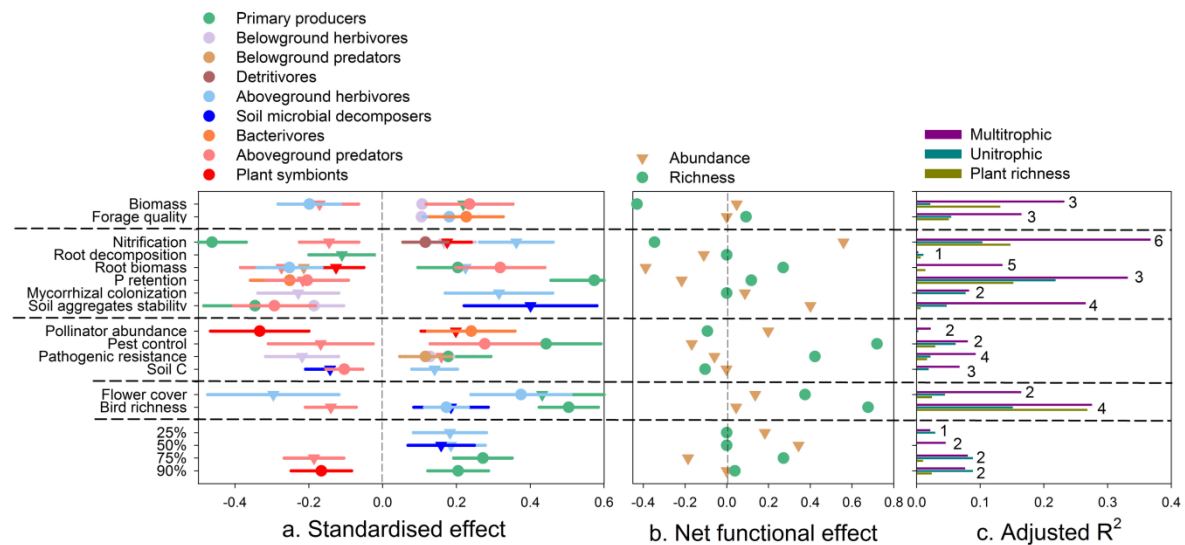 Primary producers
Belowground herbivores
Belowground predators
Detritivores
Aboveground herbivores
Soil microbial decomposers
Bacterivores
Aboveground predators
Plant symbionts
Abundance
Richness
Multitrophic
Unitrophic
Plant richness
Biomass 3
Forage quality 3
Nitrification 6
Root decomposition 1
Root biomass 5
P retention 3
Mycorrhizal colonization 2
Soil aggregates stability 4
Pollinator abundance 2
Pest control 2
Pathogenic resistance 4
Soil C 3
Flower cover 2
Bird richness 4
25% 1
50% 2
75% 2
90% 2
-0.4 -0.2 0.0 0.2 0.4 0.6
-0.4 -0.2 0.0 0.2 0.4 0.6 0.8
0.0 0.1 0.2 0.3 0.4
a. Standardised effect
b. Net functional effect
c. Adjusted R²